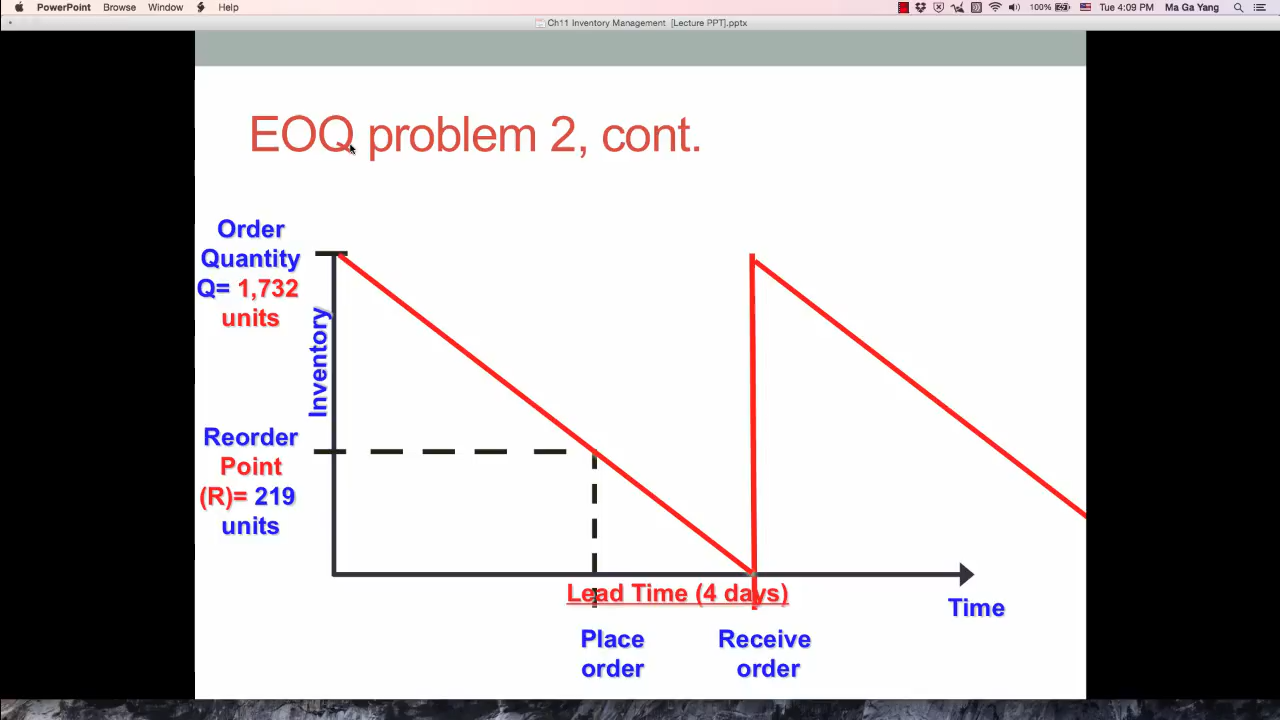 PowerPoint Browse Window Help 100% Tue 4:09 PM Ma Ga Yang
Ch11 Inventory Management [Lecture PPT].pptx
EOQ problem 2, cont.
Order
Quantity
Q= 1,732
units
Inventory
Reorder
Point
(R)= 219
units
Lead Time (4 days)
Time
Place
order
Receive
order